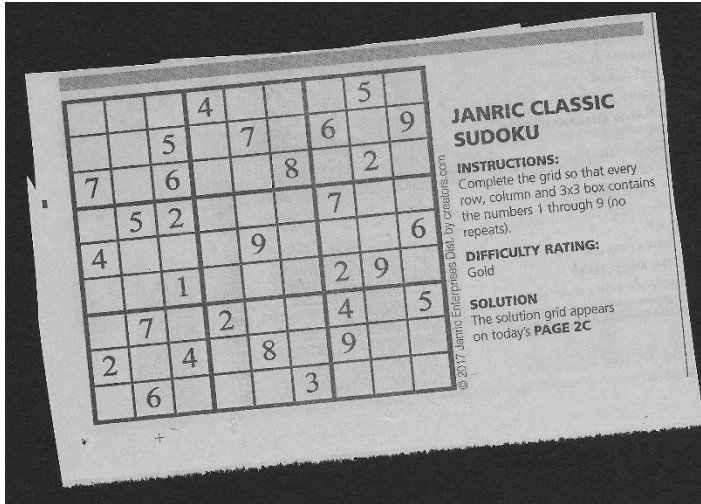 4 5
5 7 6 9
7 6 8 2
5 2 7
4 9 6
1 2 9
7 2 4 5
2 4 8 9
6 3
© 2017 Janric Enterprises Dist. by creators.com
JANRIC CLASSIC
SUDOKU
INSTRUCTIONS:
Complete the grid so that every
row, column and 3x3 box contains
the numbers 1 through 9 (no
repeats).
DIFFICULTY RATING:
Gold
SOLUTION
The solution grid appears
on today's PAGE 2C